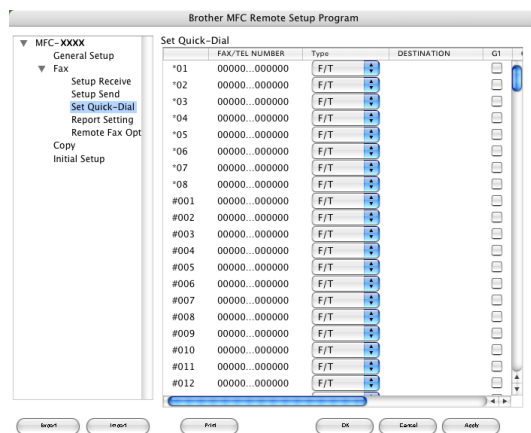 Brother MFC Remote Setup Program
MFC-XXXX
General Setup
Fax
Setup Receive
Setup Send
Set Quick-Dial
Report Setting
Remote Fax Opt
Copy
Initial Setup
Set Quick-Dial
FAX/TEL NUMBER Type DESTINATION G1
*01 00000...000000 F/T
*02 00000...000000 F/T
*03 00000...000000 F/T
*04 00000...000000 F/T
*05 00000...000000 F/T
*06 00000...000000 F/T
*07 00000...000000 F/T
*08 00000...000000 F/T
#001 00000...000000 F/T
#002 00000...000000 F/T
#003 00000...000000 F/T
#004 00000...000000 F/T
#005 00000...000000 F/T
#006 00000...000000 F/T
#007 00000...000000 F/T
#008 00000...000000 F/T
#009 00000...000000 F/T
#010 00000...000000 F/T
#011 00000...000000 F/T
#012 00000...000000 F/T
Export Import Print OK Cancel Apply